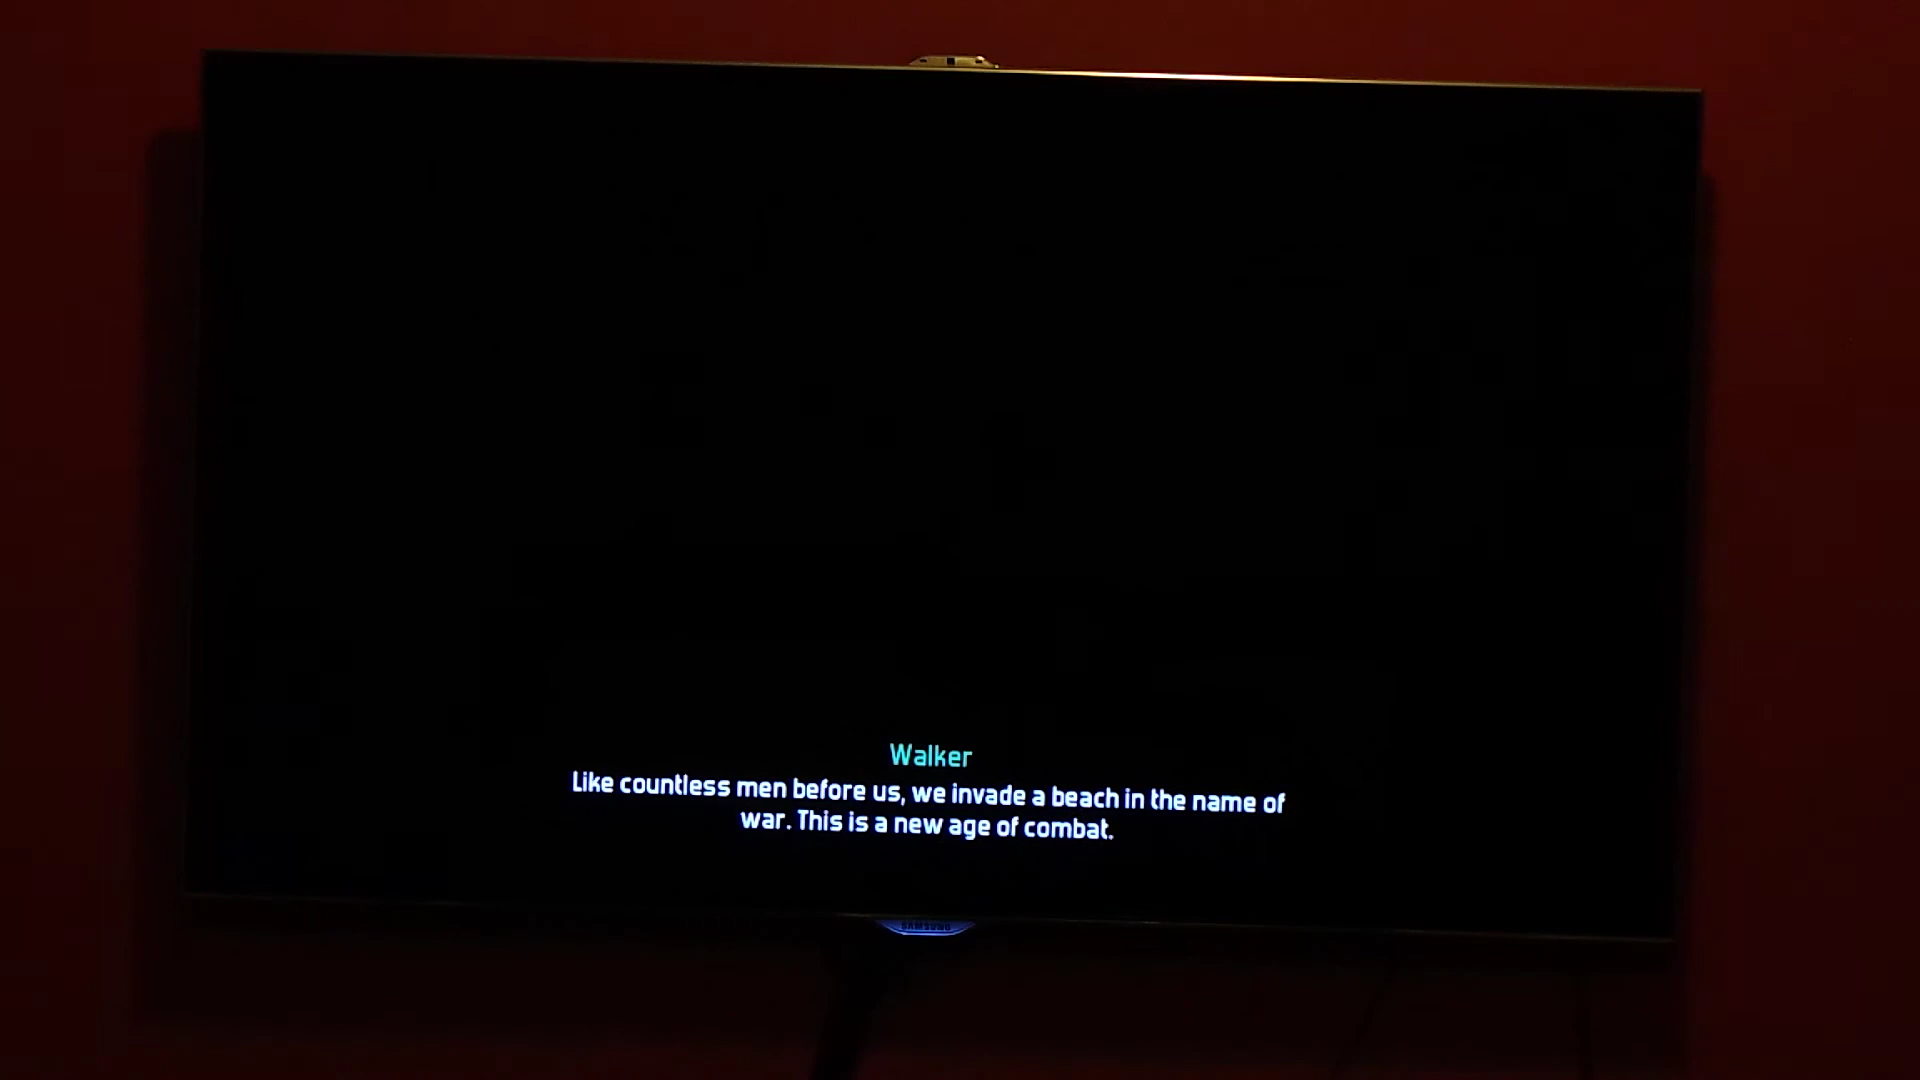 Walker
Like countless men before us, we invade a beach in the name of
war. This is a new age of combat.
SAMSUNG